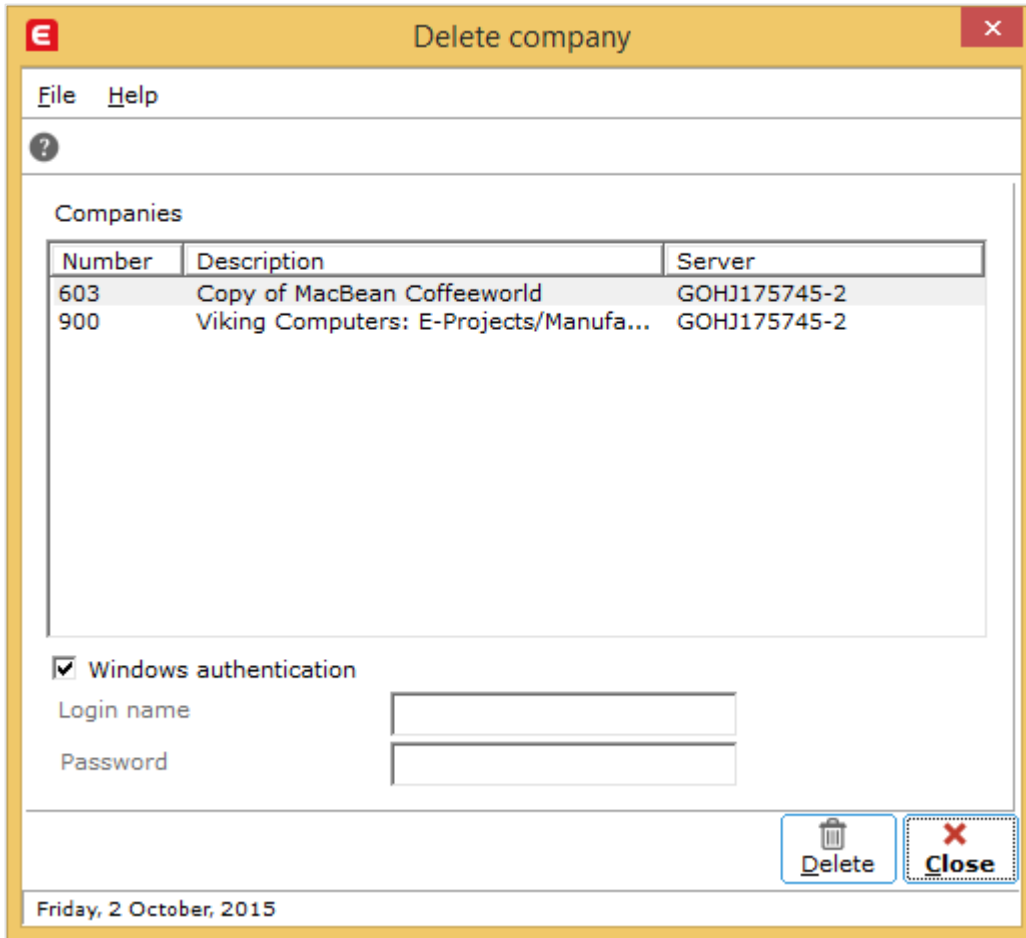 E Delete company
File Help
?
Companies
Number Description Server
603 Copy of MacBean Coffeeworld GOHJ175745-2
900 Viking Computers: E-Projects/Manufa... GOHJ175745-2
Windows authentication
Login name
Password
Delete Close
Friday, 2 October, 2015